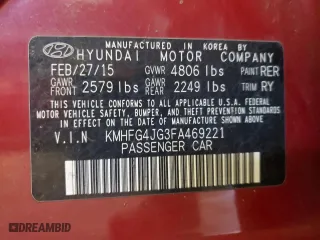 MANUFACTURED IN KOREA BY
HYUNDAI MOTOR COMPANY
FEB/27/15 GVWR 4806 lbs PAINT RER
GAWR FRONT 2579 lbs GAWR REAR 2249 lbs TRIM RY
THIS VEHICLE CONFORMS TO ALL APPLICABLE U.S.
FEDERAL MOTOR VEHICLE SAFETY, BUMPER, AND
THEFT PREVENTION STANDARDS IN EFFECT ON THE DATE
OF MANUFACTURE SHOWN ABOVE.
V.I.N KMHFG4JG3FA469221
PASSENGER CAR